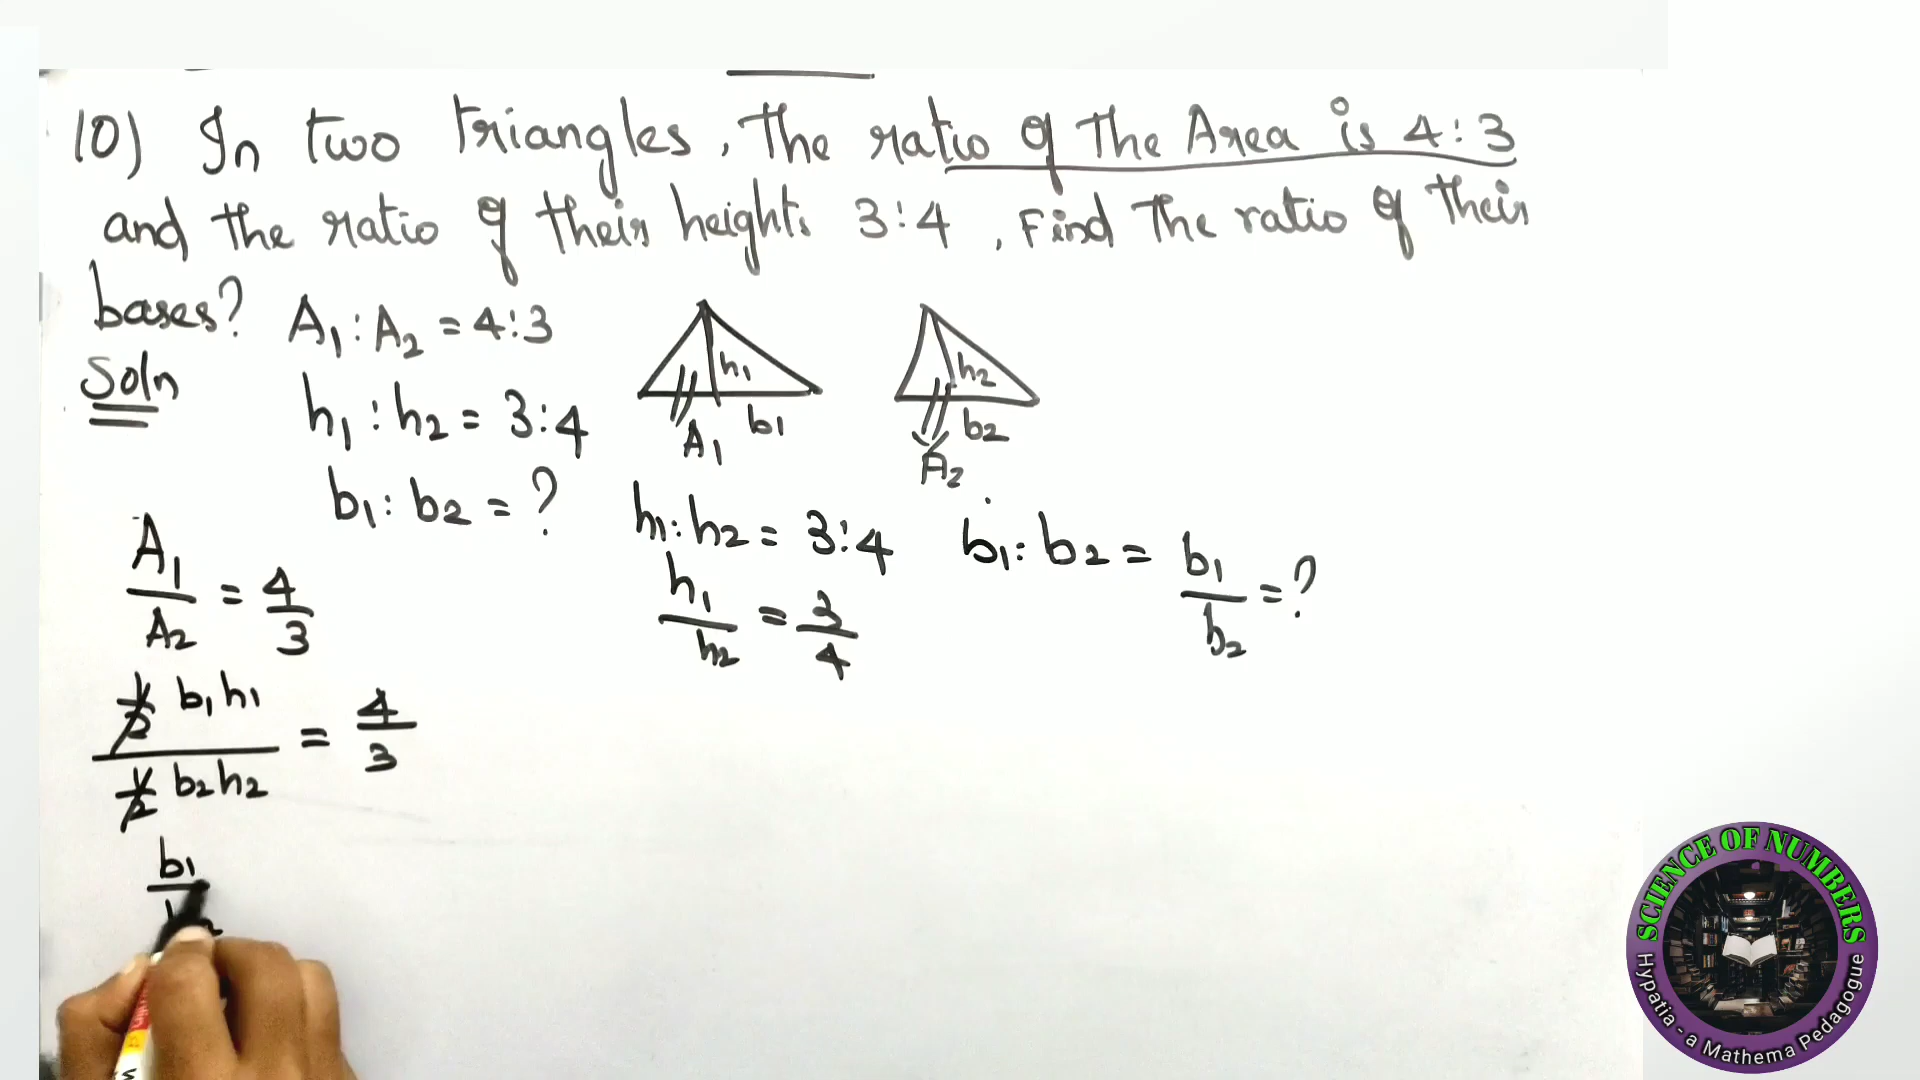 10) In two triangles, The ratio of The Area is 4:3
and the ratio of their heights 3:4, Find The ratio of their
bases?
Soln
A1 : A2 = 4:3
h1 : h2 = 3:4
b1 : b2 = ?
h1
b1
A1
h2
b2
A2
A1/A2 = 4/3
h1 : h2 = 3:4
h1/h2 = 3/4
b1 : b2 = b1/b2 = ?
1/2 b1h1 / 1/2 b2h2 = 4/3
b1
SCIENCE OF NUMBERS
Hypatia - a Mathema Pedagogue